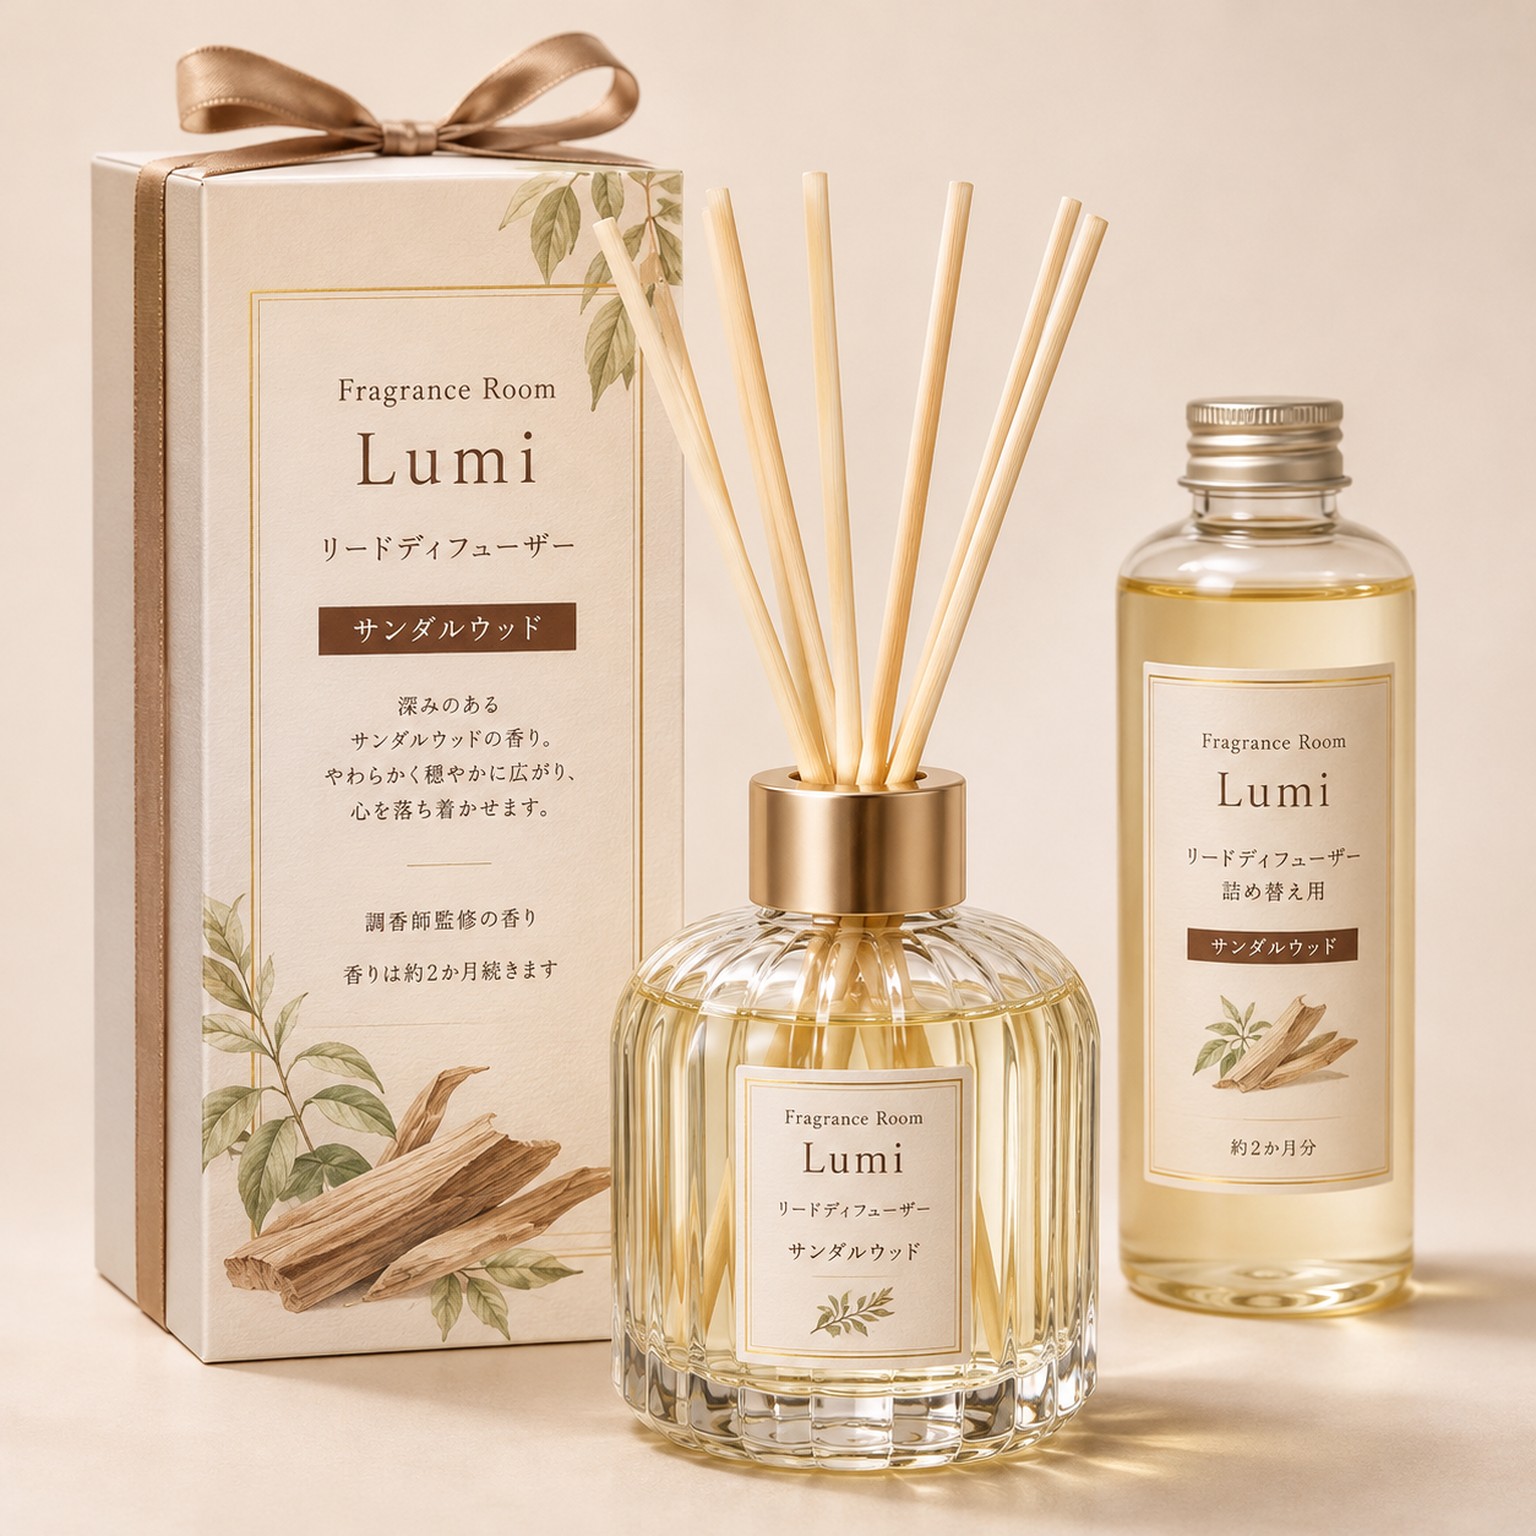 Fragrance Room
Lumi
リードディフューザー
サンダルウッド
深みのある
サンダルウッドの香り。
やわらかく穏やかに広がり、
心を落ち着かせます。
調香師監修の香り
香りは約2か月続きます
Fragrance Room
Lumi
リードディフューザー
サンダルウッド
Fragrance Room
Lumi
リードディフューザー
詰め替え用
サンダルウッド
約2か月分